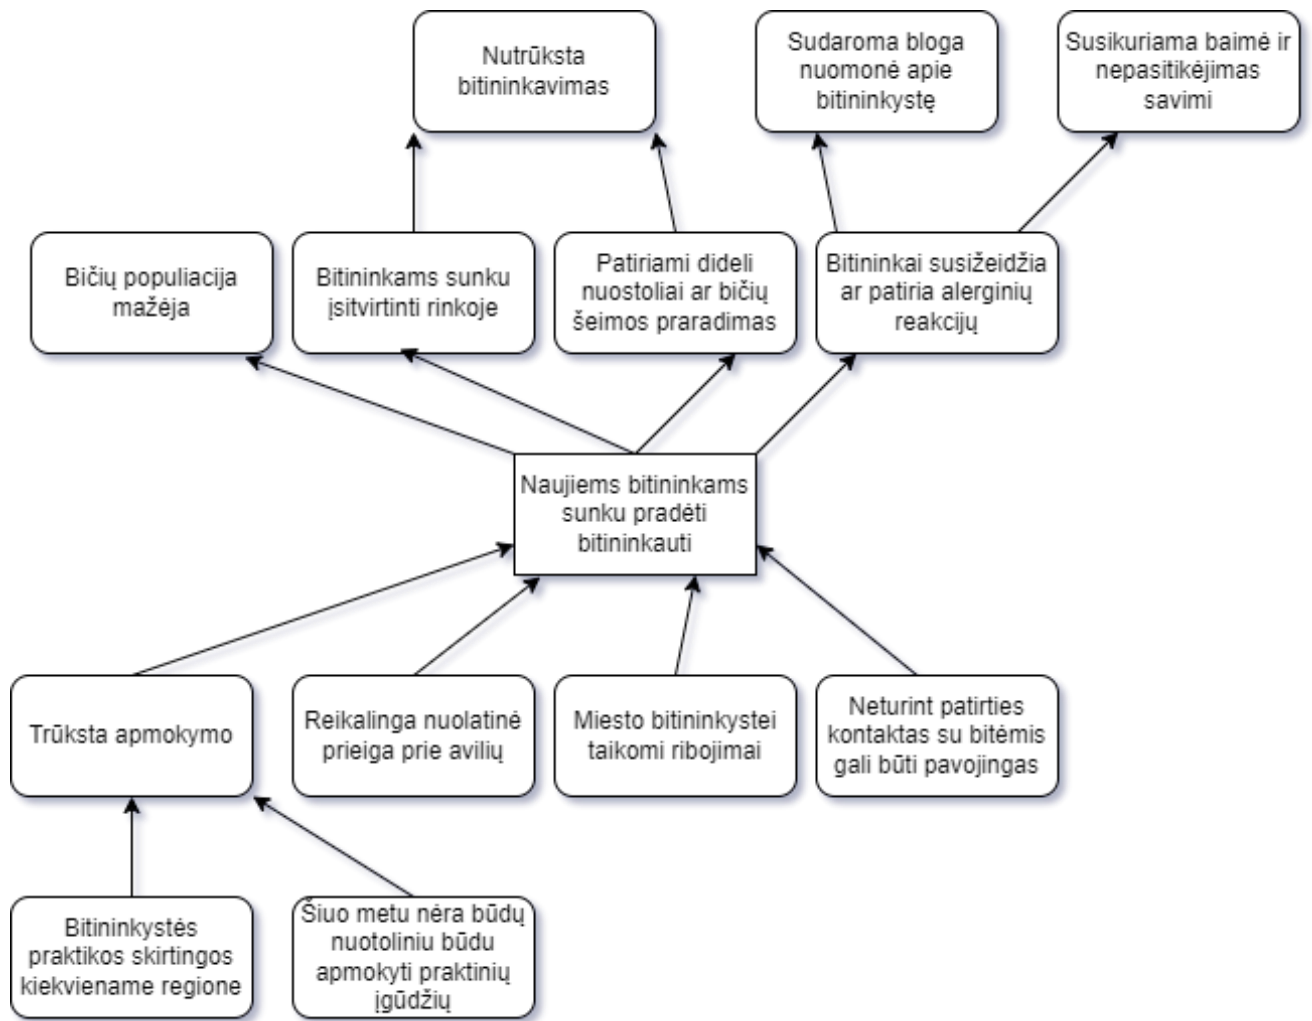 Nutrūksta
bitininkavimas
Sudaroma bloga
nuomonė apie
bitininkystę
Susikuriama baimė ir
nepasitikėjimas
savimi
Bičių populiacija
mažėja
Bitininkams sunku
įsitvirtinti rinkoje
Patiriami dideli
nuostoliai ar bičių
šeimos praradimas
Bitininkai susižeidžia
ar patiria alerginių
reakcijų
Naujiems bitininkams
sunku pradėti
bitininkauti
Trūksta apmokymo
Reikalinga nuolatinė
prieiga prie avilių
Miesto bitininkystei
taikomi ribojimai
Neturint patirties
kontaktas su bitėmis
gali būti pavojingas
Bitininkystės
praktikos skirtingos
kiekviename regione
Šiuo metu nėra būdų
nuotoliniu būdu
apmokyti praktinių
įgūdžių